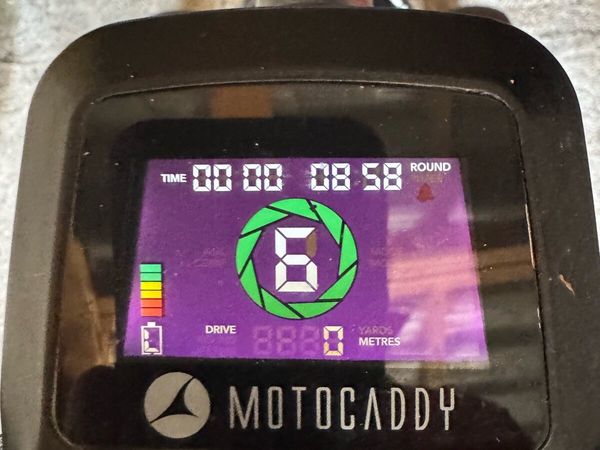 TIME 00 00 08 58 ROUND
6
DRIVE 0 YARDS
METRES
MOTOCADDY